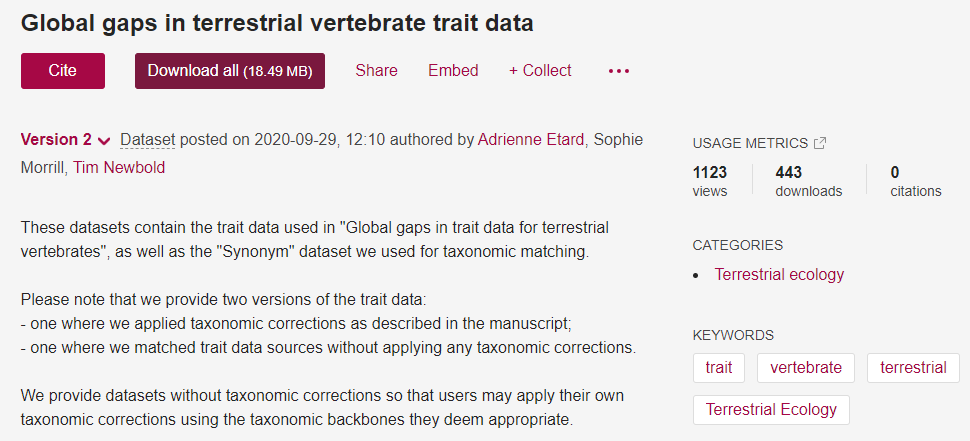 Global gaps in terrestrial vertebrate trait data
Cite
Download all (18.49 MB)
Share
Embed
+ Collect
Version 2 Dataset posted on 2020-09-29, 12:10 authored by Adrienne Etard, Sophie
Morrill, Tim Newbold
These datasets contain the trait data used in "Global gaps in trait data for terrestrial
vertebrates", as well as the "Synonym" dataset we used for taxonomic matching.
Please note that we provide two versions of the trait data:
- one where we applied taxonomic corrections as described in the manuscript;
- one where we matched trait data sources without applying any taxonomic corrections.
We provide datasets without taxonomic corrections so that users may apply their own
taxonomic corrections using the taxonomic backbones they deem appropriate.
USAGE METRICS
1123 443 0
views downloads citations
CATEGORIES
• Terrestrial ecology
KEYWORDS
trait vertebrate terrestrial
Terrestrial Ecology